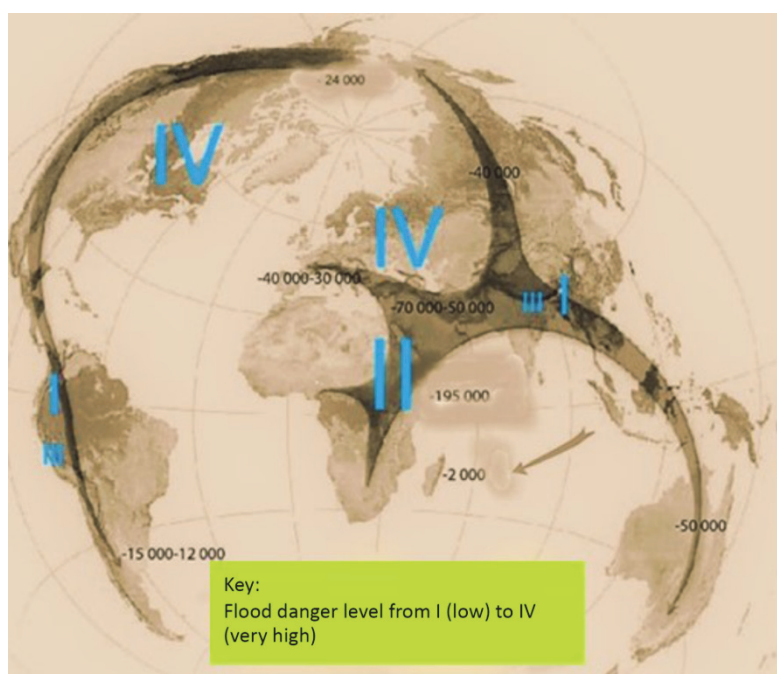 - 24 000
IV
-40 000
IV
-40 000-30 000
III
I
-70 000-50 000
II
I
-195 000
III
-2 000
-50 000
-15 000-12 000
Key:
Flood danger level from I (low) to IV
(very high)